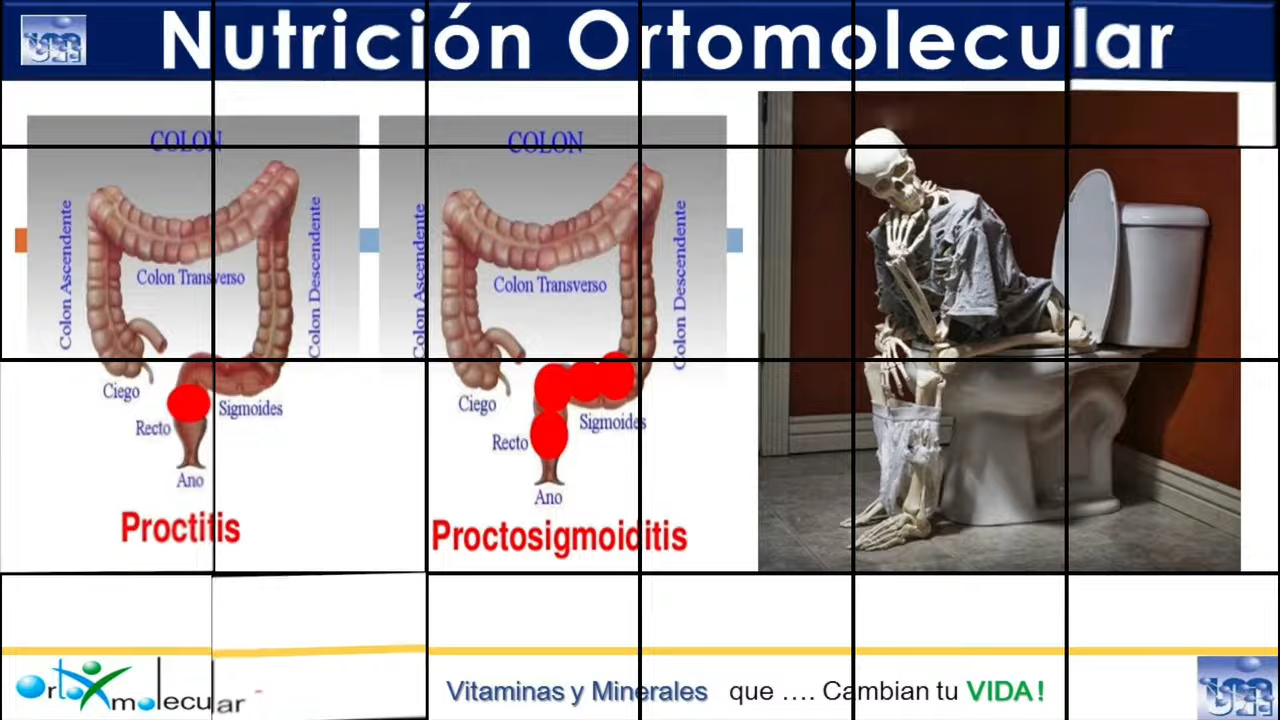 Nutrición Ortomolecular
COLON
Colon Ascendente
Colon Transverso
Colon Descendente
Ciego
Recto
Sigmoides
Ano
Proctitis
COLON
Colon Ascendente
Colon Transverso
Colon Descendente
Ciego
Recto
Sigmoides
Ano
Proctosigmoiditis
Ortomolecular
Vitaminas y Minerales que .... Cambian tu VIDA!